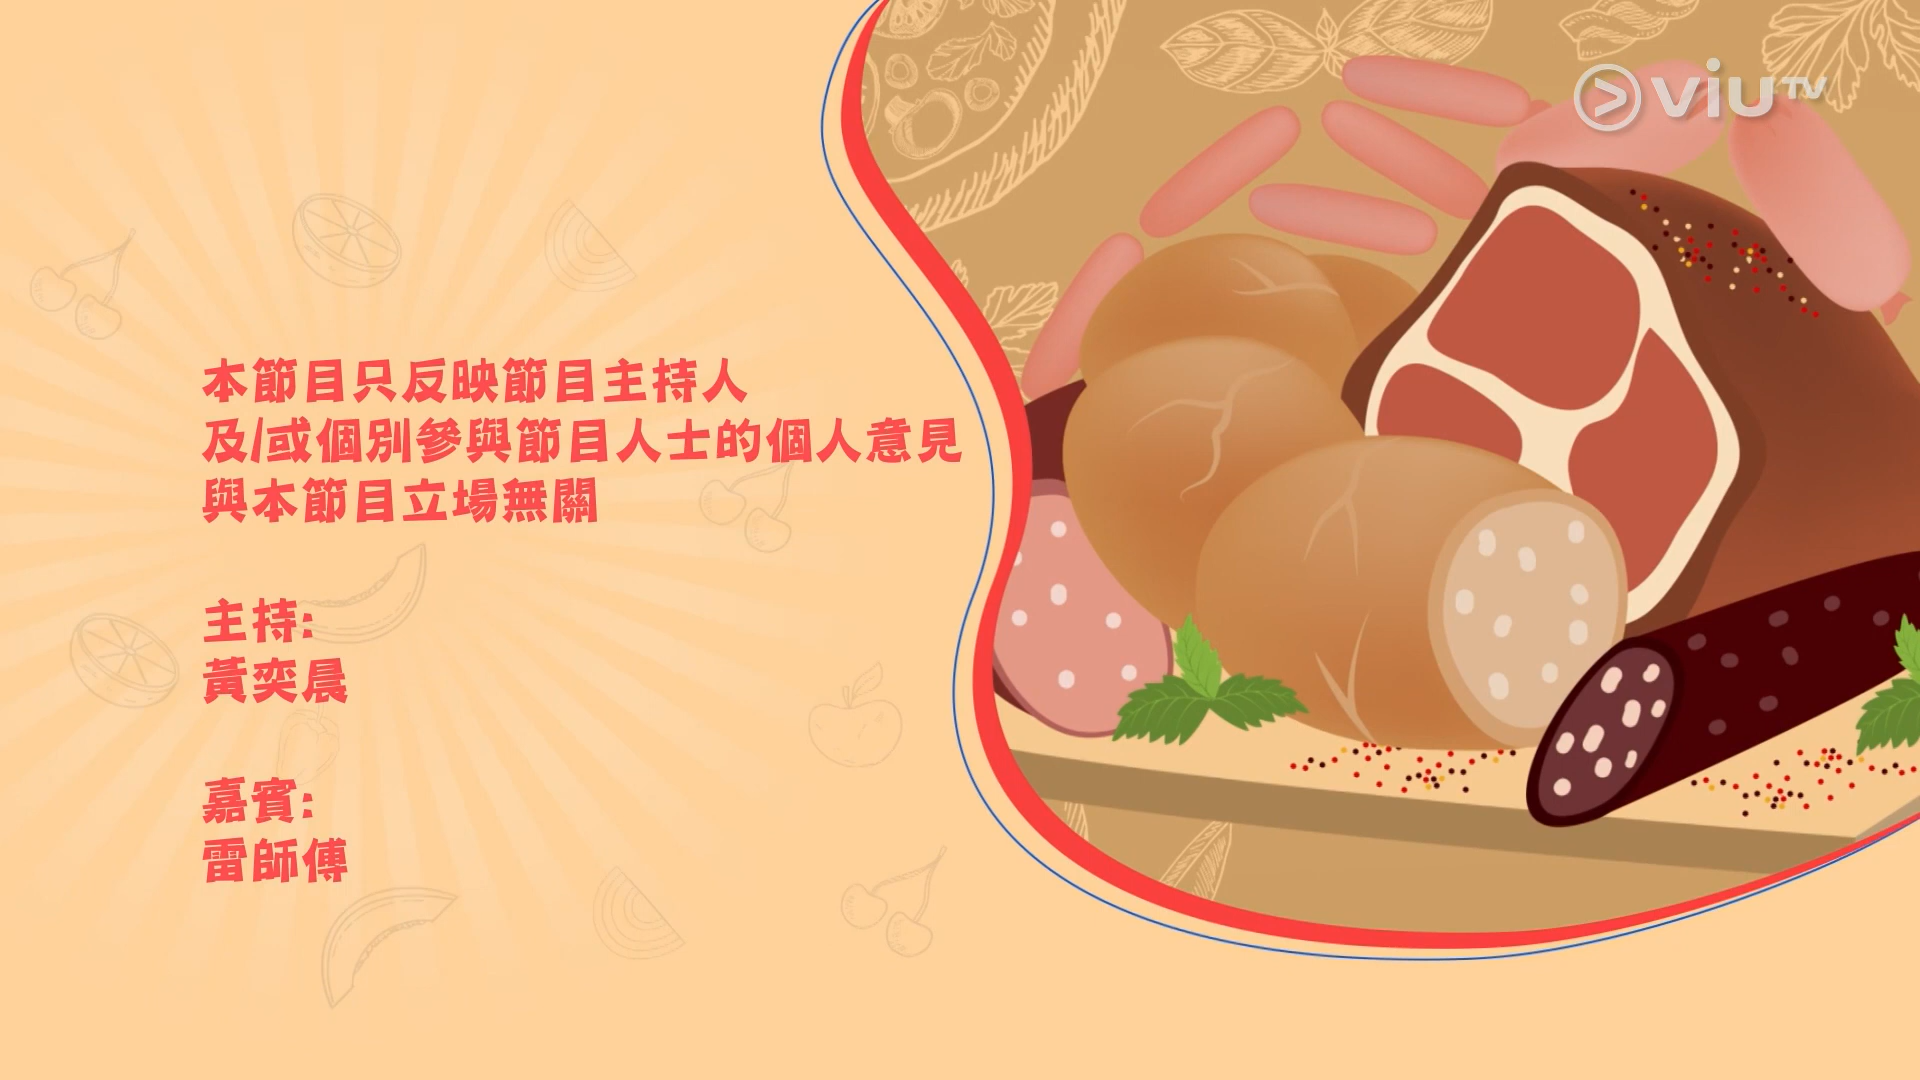 viuTV
本節目只反映節目主持人
及/或個別參與節目人士的個人意見
與本節目立場無關
主持:
黃奕晨
嘉賓:
雷師傅